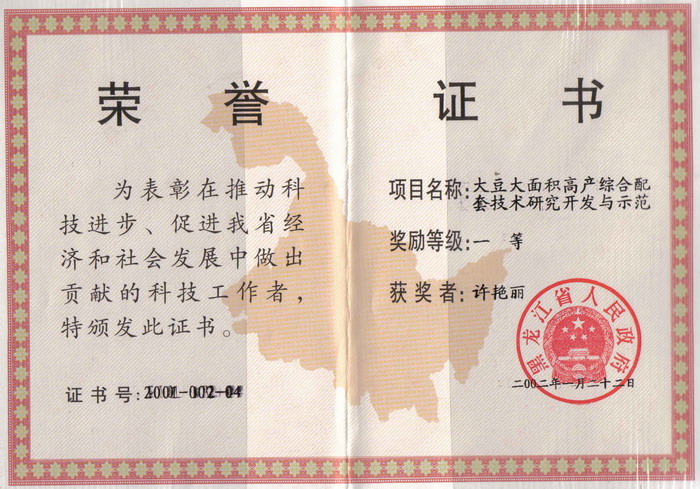 荣誉证书
为表彰在推动科
技进步、促进我省经
济和社会发展中做出
贡献的科技工作者，
特颁发此证书。
证书号：2001-002-04
项目名称：大豆大面积高产综合配
套技术研究开发与示范
奖励等级：一 等
获奖者：许艳丽
黑龙江省人民政府
二00二年一月二十二日